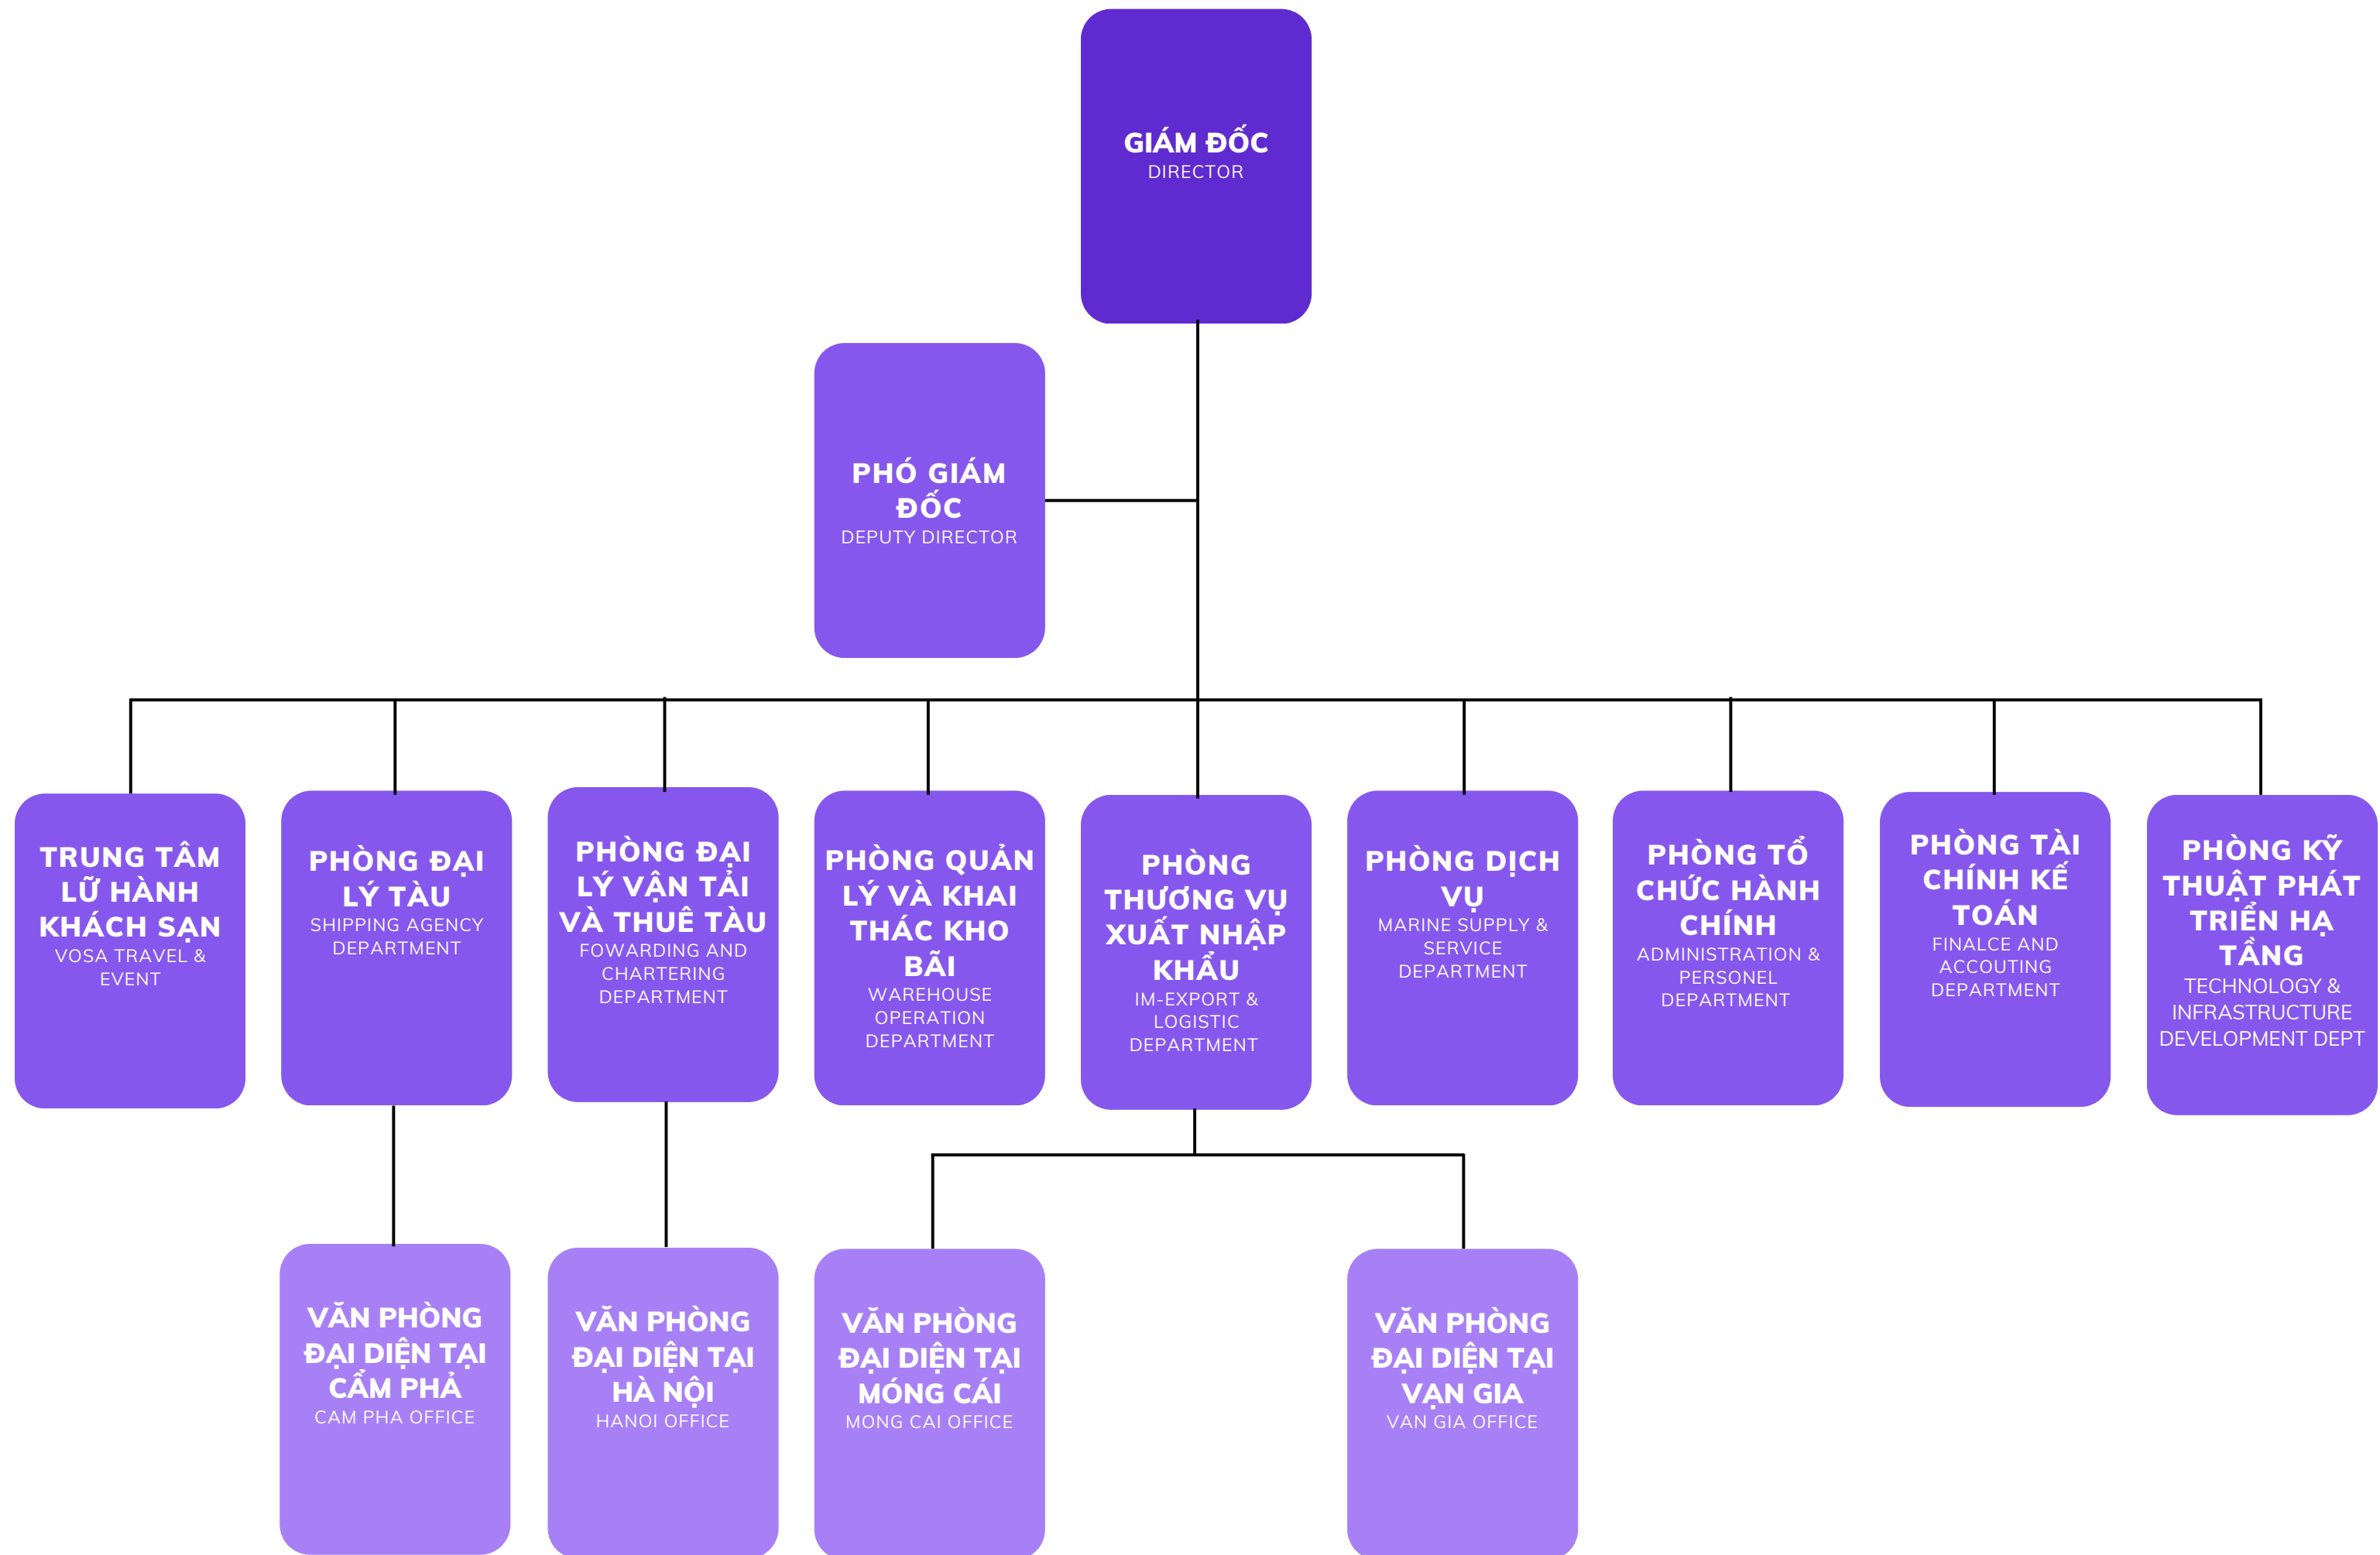 GIÁM ĐỐC
DIRECTOR
PHÓ GIÁM
ĐỐC
DEPUTY DIRECTOR
TRUNG TÂM
LỮ HÀNH
KHÁCH SẠN
VOSA TRAVEL &
EVENT
PHÒNG ĐẠI
LÝ TÀU
SHIPPING AGENCY
DEPARTMENT
PHÒNG ĐẠI
LÝ VẬN TẢI
VÀ THUÊ TÀU
FOWARDING AND
CHARTERING
DEPARTMENT
PHÒNG QUẢN
LÝ VÀ KHAI
THÁC KHO
BÃI
WAREHOUSE
OPERATION
DEPARTMENT
PHÒNG
THƯƠNG VỤ
XUẤT NHẬP
KHẨU
IM-EXPORT &
LOGISTIC
DEPARTMENT
PHÒNG DỊCH
VỤ
MARINE SUPPLY &
SERVICE
DEPARTMENT
PHÒNG TỔ
CHỨC HÀNH
CHÍNH
ADMINISTRATION &
PERSONEL
DEPARTMENT
PHÒNG TÀI
CHÍNH KẾ
TOÁN
FINALCE AND
ACCOUTING
DEPARTMENT
PHÒNG KỸ
THUẬT PHÁT
TRIỂN HẠ
TẦNG
TECHNOLOGY &
INFRASTRUCTURE
DEVELOPMENT DEPT
VĂN PHÒNG
ĐẠI DIỆN TẠI
CẨM PHẢ
CAM PHA OFFICE
VĂN PHÒNG
ĐẠI DIỆN TẠI
HÀ NỘI
HANOI OFFICE
VĂN PHÒNG
ĐẠI DIỆN TẠI
MÓNG CÁI
MONG CAI OFFICE
VĂN PHÒNG
ĐẠI DIỆN TẠI
VẠN GIA
VAN GIA OFFICE